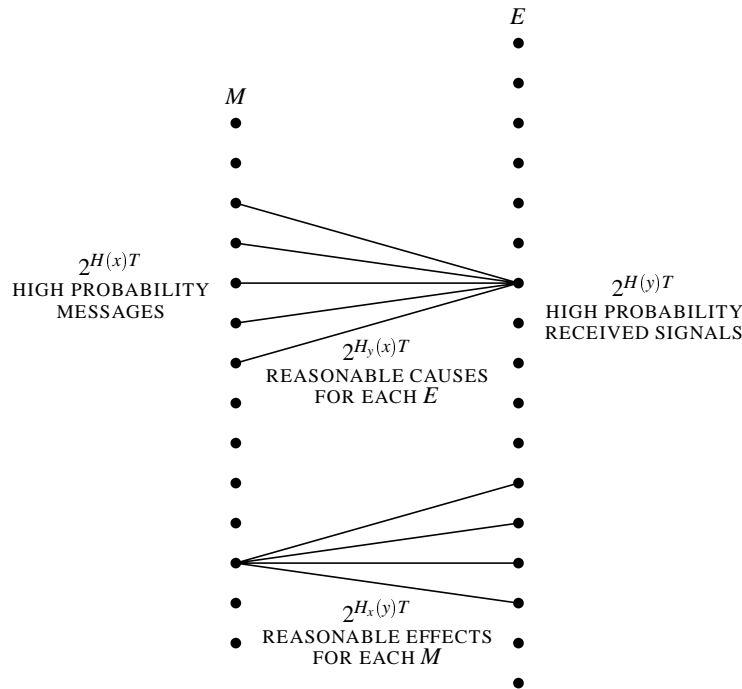 E
M
2^{H(x)T}
HIGH PROBABILITY
MESSAGES
2^{H(y)T}
HIGH PROBABILITY
RECEIVED SIGNALS
2^{H_y(x)T}
REASONABLE CAUSES
FOR EACH E
2^{H_x(y)T}
REASONABLE EFFECTS
FOR EACH M